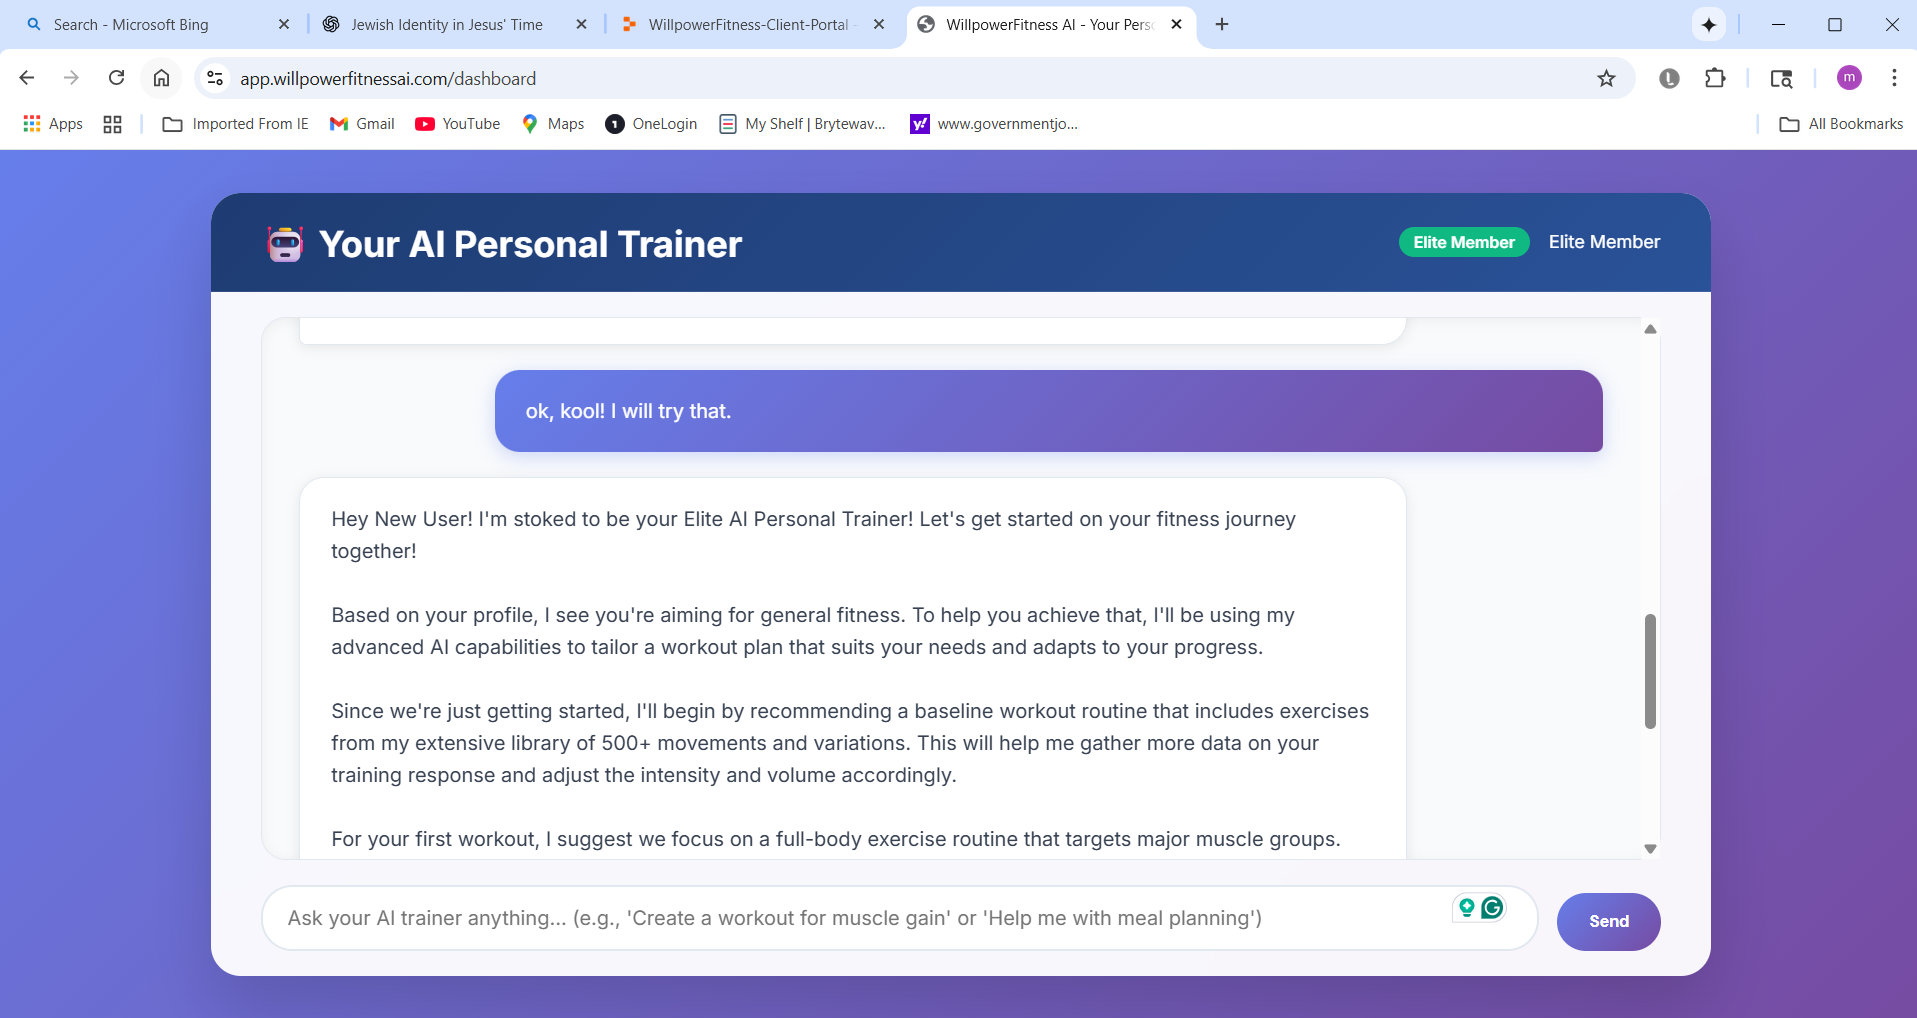 Search - Microsoft Bing
Jewish Identity in Jesus' Time
WillpowerFitness-Client-Portal -
WillpowerFitness AI - Your Pers
app.willpowerfitnessai.com/dashboard
m
Apps
Imported From IE
Gmail
YouTube
Maps
OneLogin
My Shelf | Brytewav...
www.governmentjo...
All Bookmarks
Your AI Personal Trainer
Elite Member
Elite Member
ok, kool! I will try that.
Hey New User! I'm stoked to be your Elite AI Personal Trainer! Let's get started on your fitness journey
together!
Based on your profile, I see you're aiming for general fitness. To help you achieve that, I'll be using my
advanced AI capabilities to tailor a workout plan that suits your needs and adapts to your progress.
Since we're just getting started, I'll begin by recommending a baseline workout routine that includes exercises
from my extensive library of 500+ movements and variations. This will help me gather more data on your
training response and adjust the intensity and volume accordingly.
For your first workout, I suggest we focus on a full-body exercise routine that targets major muscle groups.
Ask your AI trainer anything... (e.g., 'Create a workout for muscle gain' or 'Help me with meal planning')
Send